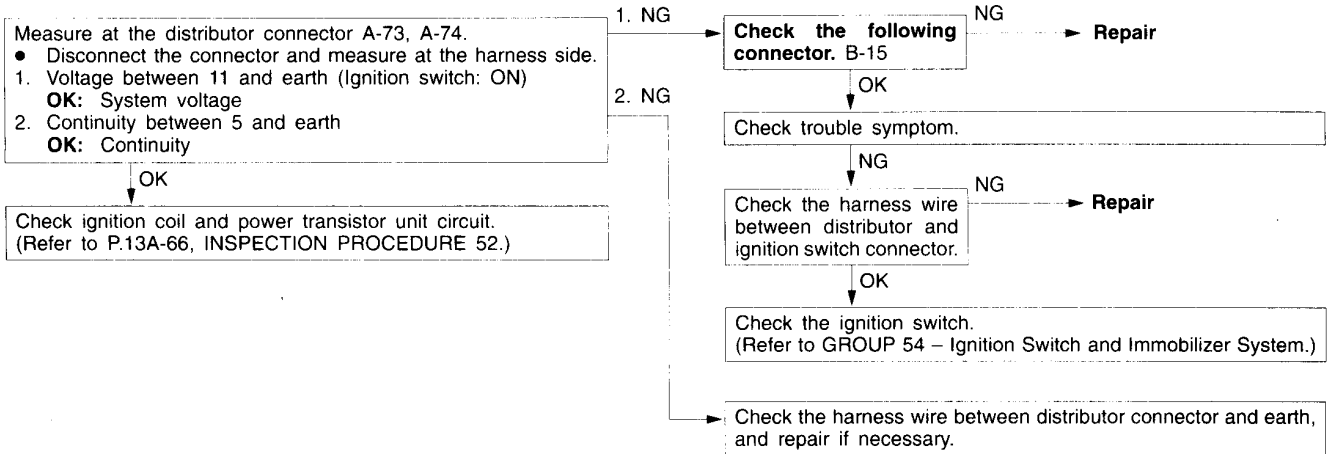 Measure at the distributor connector A-73, A-74.
● Disconnect the connector and measure at the harness side.
1. Voltage between 11 and earth (Ignition switch: ON)
OK: System voltage
2. Continuity between 5 and earth
OK: Continuity
OK
Check ignition coil and power transistor unit circuit.
(Refer to P.13A-66, INSPECTION PROCEDURE 52.)
1. NG
2. NG
Check the following
connector. B-15
NG
Repair
OK
Check trouble symptom.
NG
Check the harness wire
between distributor and
ignition switch connector.
NG
Repair
OK
Check the ignition switch.
(Refer to GROUP 54 – Ignition Switch and Immobilizer System.)
Check the harness wire between distributor connector and earth,
and repair if necessary.